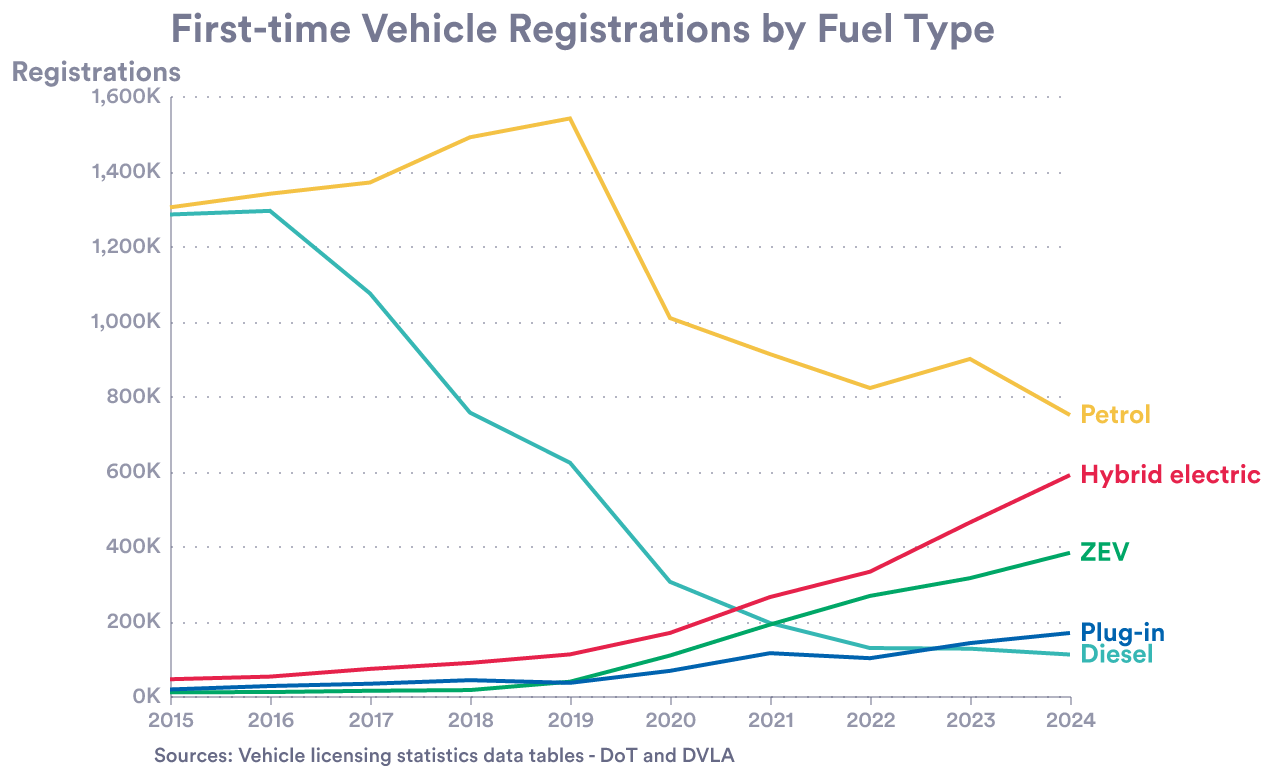 First-time Vehicle Registrations by Fuel Type
Registrations
1,600K
1,400K
1,200K
1,000K
800K
600K
400K
200K
0K
Petrol
Hybrid electric
ZEV
Plug-in
Diesel
2015 2016 2017 2018 2019 2020 2021 2022 2023 2024
Sources: Vehicle licensing statistics data tables - DoT and DVLA